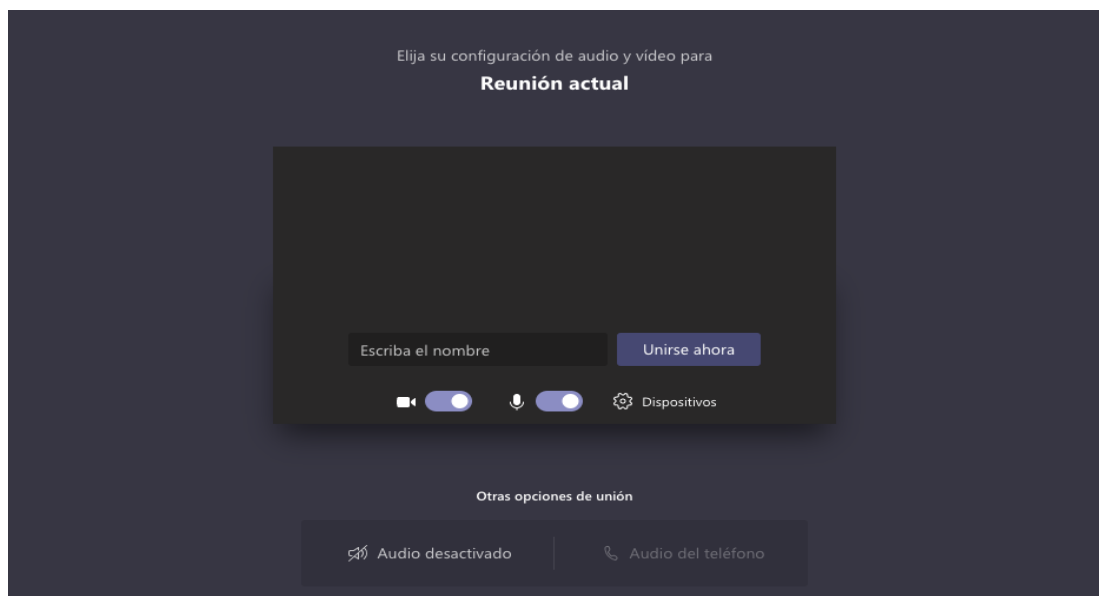 Elija su configuración de audio y vídeo para
Reunión actual
Escriba el nombre
Unirse ahora
Dispositivos
Otras opciones de unión
Audio desactivado
Audio del teléfono